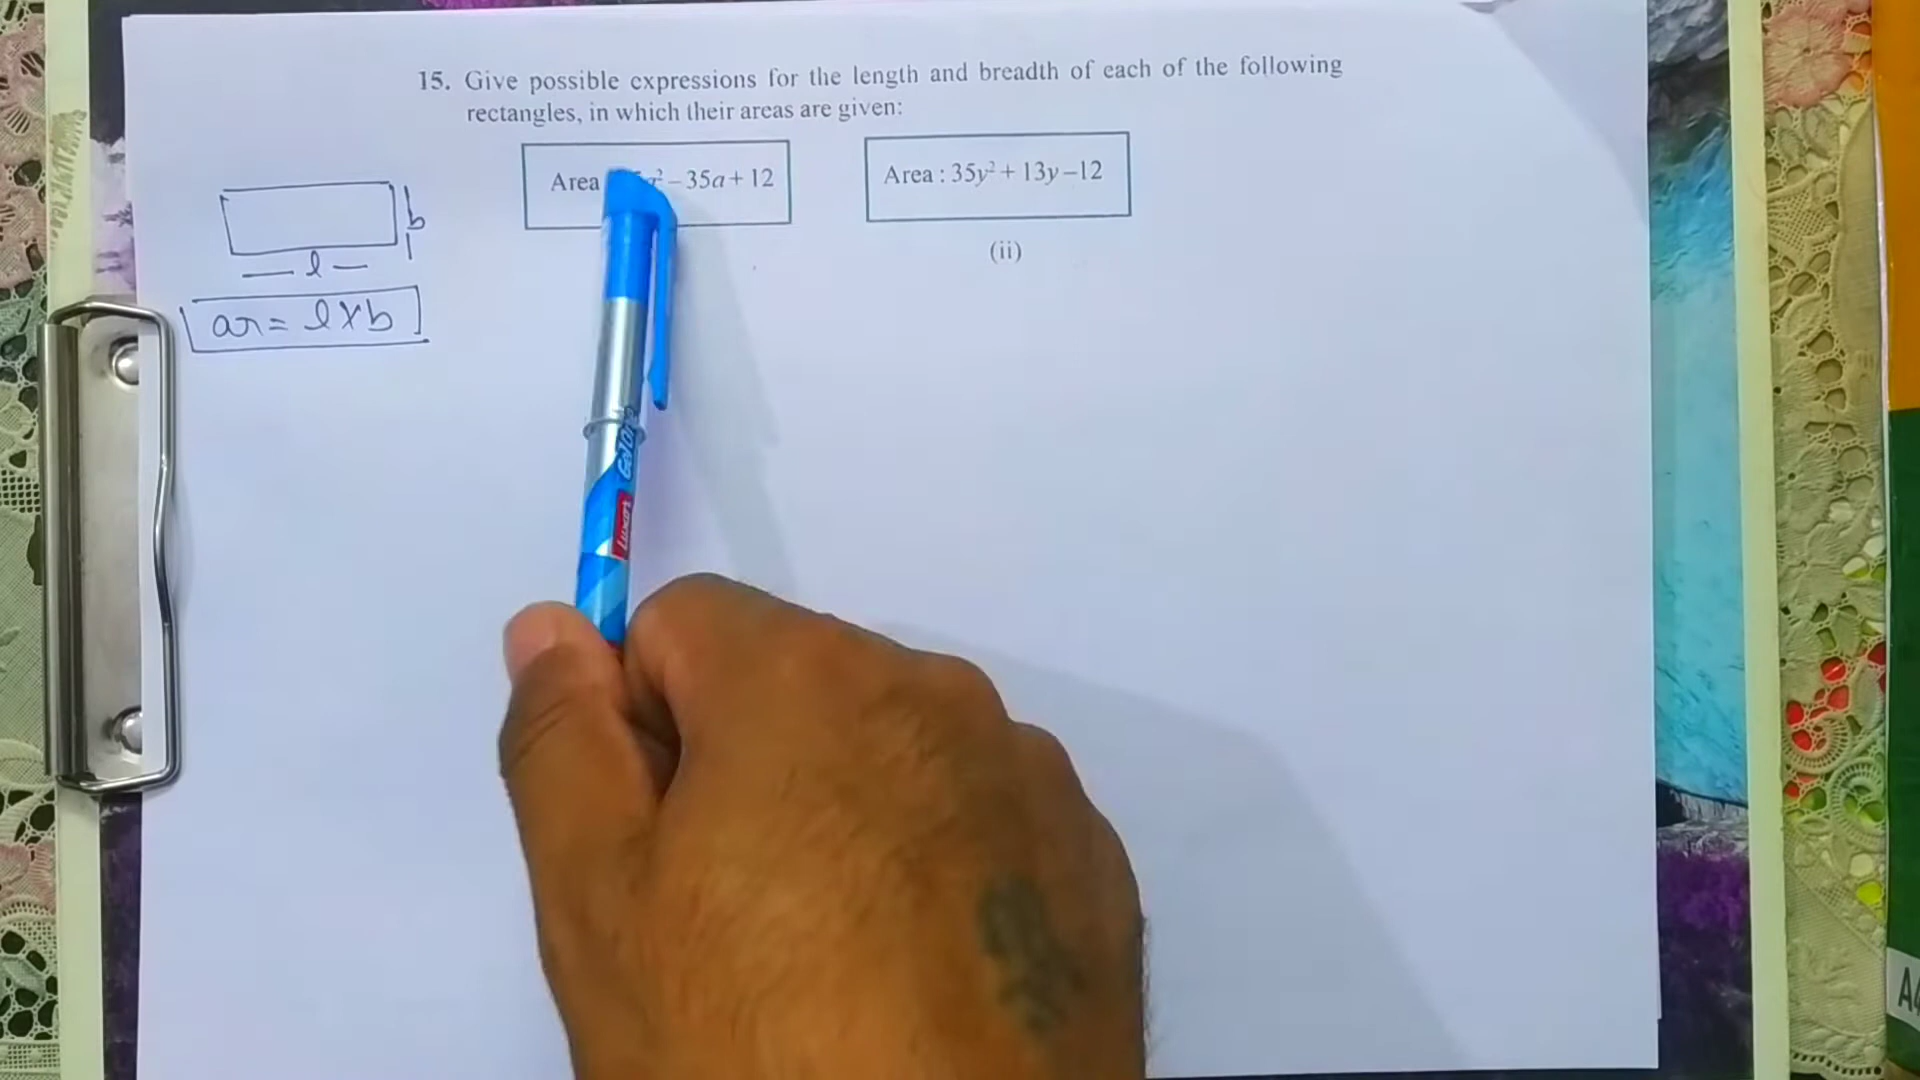 15. Give possible expressions for the length and breadth of each of the following
rectangles, in which their areas are given:
Area – 35a + 12
Area : 35y² + 13y –12
(ii)
b
l
ar = l × b
Luxor